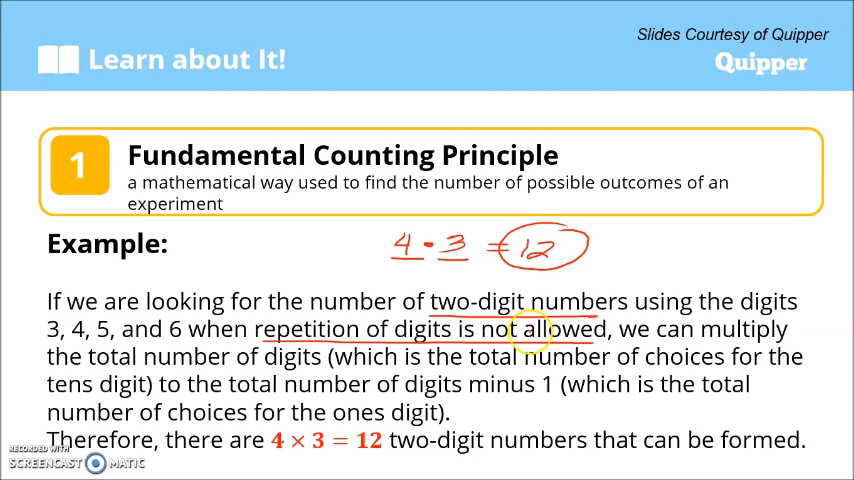 Slides Courtesy of Quipper
Learn about It!
Quipper
1
Fundamental Counting Principle
a mathematical way used to find the number of possible outcomes of an
experiment
Example:
4 · 3 = 12
If we are looking for the number of two-digit numbers using the digits
3, 4, 5, and 6 when repetition of digits is not allowed, we can multiply
the total number of digits (which is the total number of choices for the
tens digit) to the total number of digits minus 1 (which is the total
number of choices for the ones digit).
Therefore, there are 4 × 3 = 12 two-digit numbers that can be formed.
RECORDED WITH
SCREENCAST MATIC